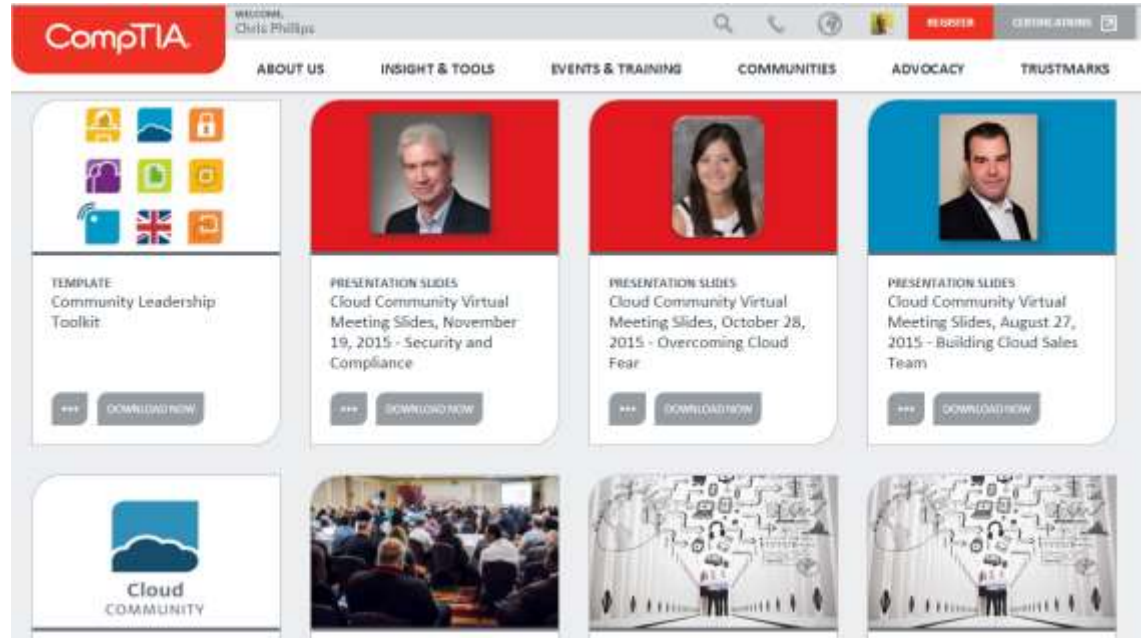 CompTIA.
WELCOME,
Chris Phillips
REGISTER
CERTIFICATIONS
ABOUT US
INSIGHT & TOOLS
EVENTS & TRAINING
COMMUNITIES
ADVOCACY
TRUSTMARKS
TEMPLATE
Community Leadership
Toolkit
... DOWNLOAD NOW
PRESENTATION SLIDES
Cloud Community Virtual
Meeting Slides, November
19, 2015 - Security and
Compliance
... DOWNLOAD NOW
PRESENTATION SLIDES
Cloud Community Virtual
Meeting Slides, October 28,
2015 - Overcoming Cloud
Fear
... DOWNLOAD NOW
PRESENTATION SLIDES
Cloud Community Virtual
Meeting Slides, August 27,
2015 - Building Cloud Sales
Team
... DOWNLOAD NOW
Cloud
COMMUNITY